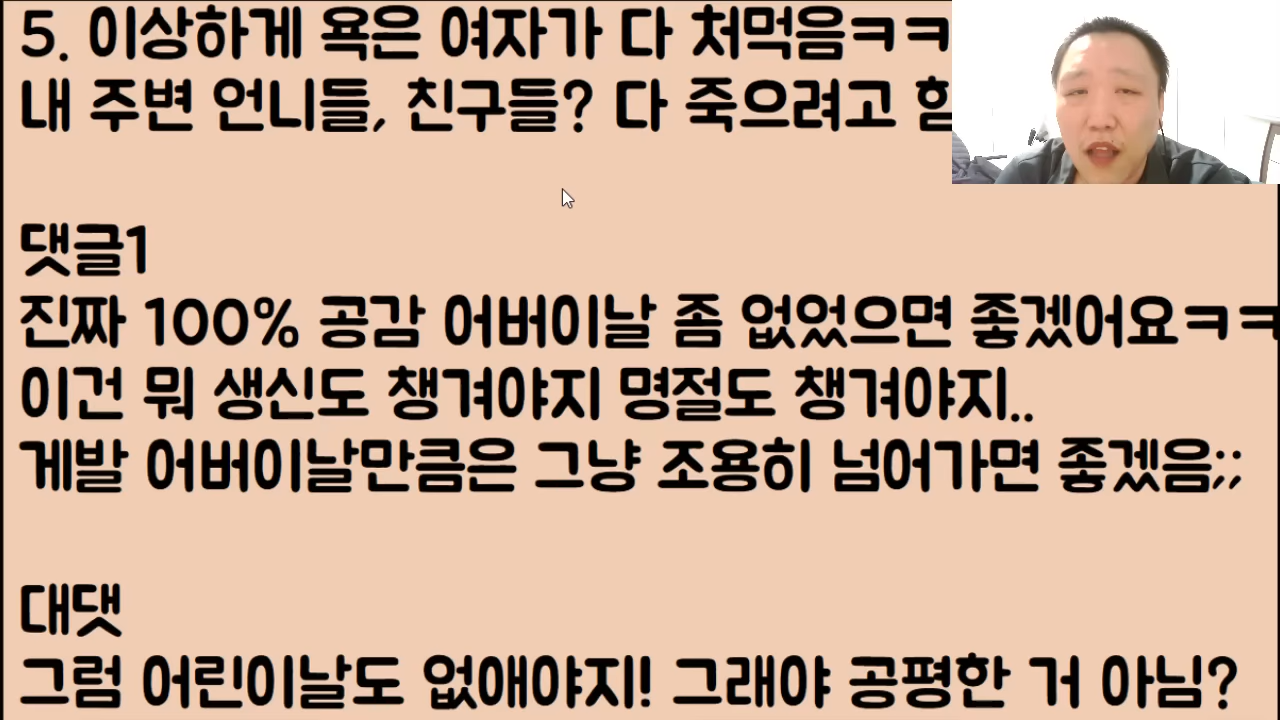 5. 이상하게 욕은 여자가 다 처먹음ㅋㅋ
내 주변 언니들, 친구들? 다 죽으려고
댓글1
진짜 100% 공감 어버이날 좀 없었으면 좋겠어요ㅋㅋ
이건 뭐 생신도 챙겨야지 명절도 챙겨야지..
게발 어버이날만큼은 그냥 조용히 넘어가면 좋겠음;;
대댓
그럼 어린이날도 없애야지! 그래야 공평한 거 아님?